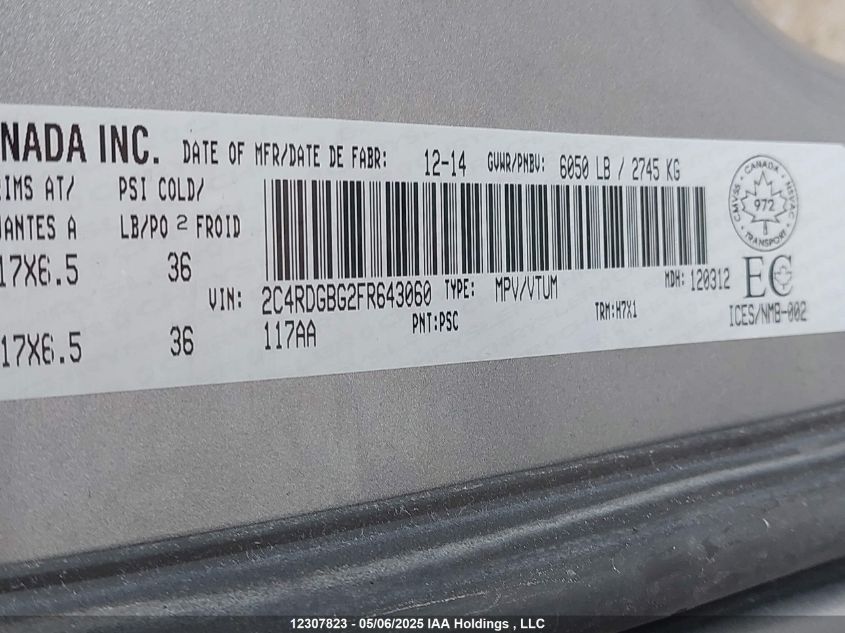 NADA INC. DATE OF MFR/DATE DE FABR: 12-14 GVWR/PNBV: 6050 LB / 2745 KG
IMS AT/ PSI COLD/
ANTES A LB/PO 2 FROID
17X6.5 36
VIN: 2C4RDGBG2FR643060 TYPE: MPV/VTUM MDH: 120312
17X6.5 36 117AA PNT:PSC TRM:H7X1
CANADA
CMVSS 972 NSVAC
TRANSPORT
EC
ICES/NMB-002
12307823 - 05/06/2025 IAA Holdings , LLC